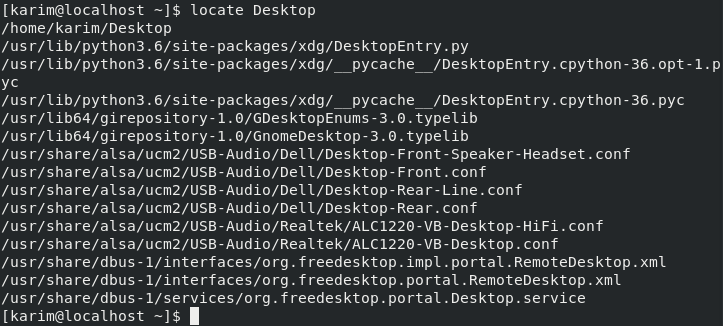 [karim@localhost ~]$ locate Desktop
/home/karim/Desktop
/usr/lib/python3.6/site-packages/xdg/DesktopEntry.py
/usr/lib/python3.6/site-packages/xdg/__pycache__/DesktopEntry.cpython-36.opt-1.p
yc
/usr/lib/python3.6/site-packages/xdg/__pycache__/DesktopEntry.cpython-36.pyc
/usr/lib64/girepository-1.0/GDesktopEnums-3.0.typelib
/usr/lib64/girepository-1.0/GnomeDesktop-3.0.typelib
/usr/share/alsa/ucm2/USB-Audio/Dell/Desktop-Front-Speaker-Headset.conf
/usr/share/alsa/ucm2/USB-Audio/Dell/Desktop-Front.conf
/usr/share/alsa/ucm2/USB-Audio/Dell/Desktop-Rear-Line.conf
/usr/share/alsa/ucm2/USB-Audio/Dell/Desktop-Rear.conf
/usr/share/alsa/ucm2/USB-Audio/Realtek/ALC1220-VB-Desktop-HiFi.conf
/usr/share/alsa/ucm2/USB-Audio/Realtek/ALC1220-VB-Desktop.conf
/usr/share/dbus-1/interfaces/org.freedesktop.impl.portal.RemoteDesktop.xml
/usr/share/dbus-1/interfaces/org.freedesktop.portal.RemoteDesktop.xml
/usr/share/dbus-1/services/org.freedesktop.portal.Desktop.service
[karim@localhost ~]$